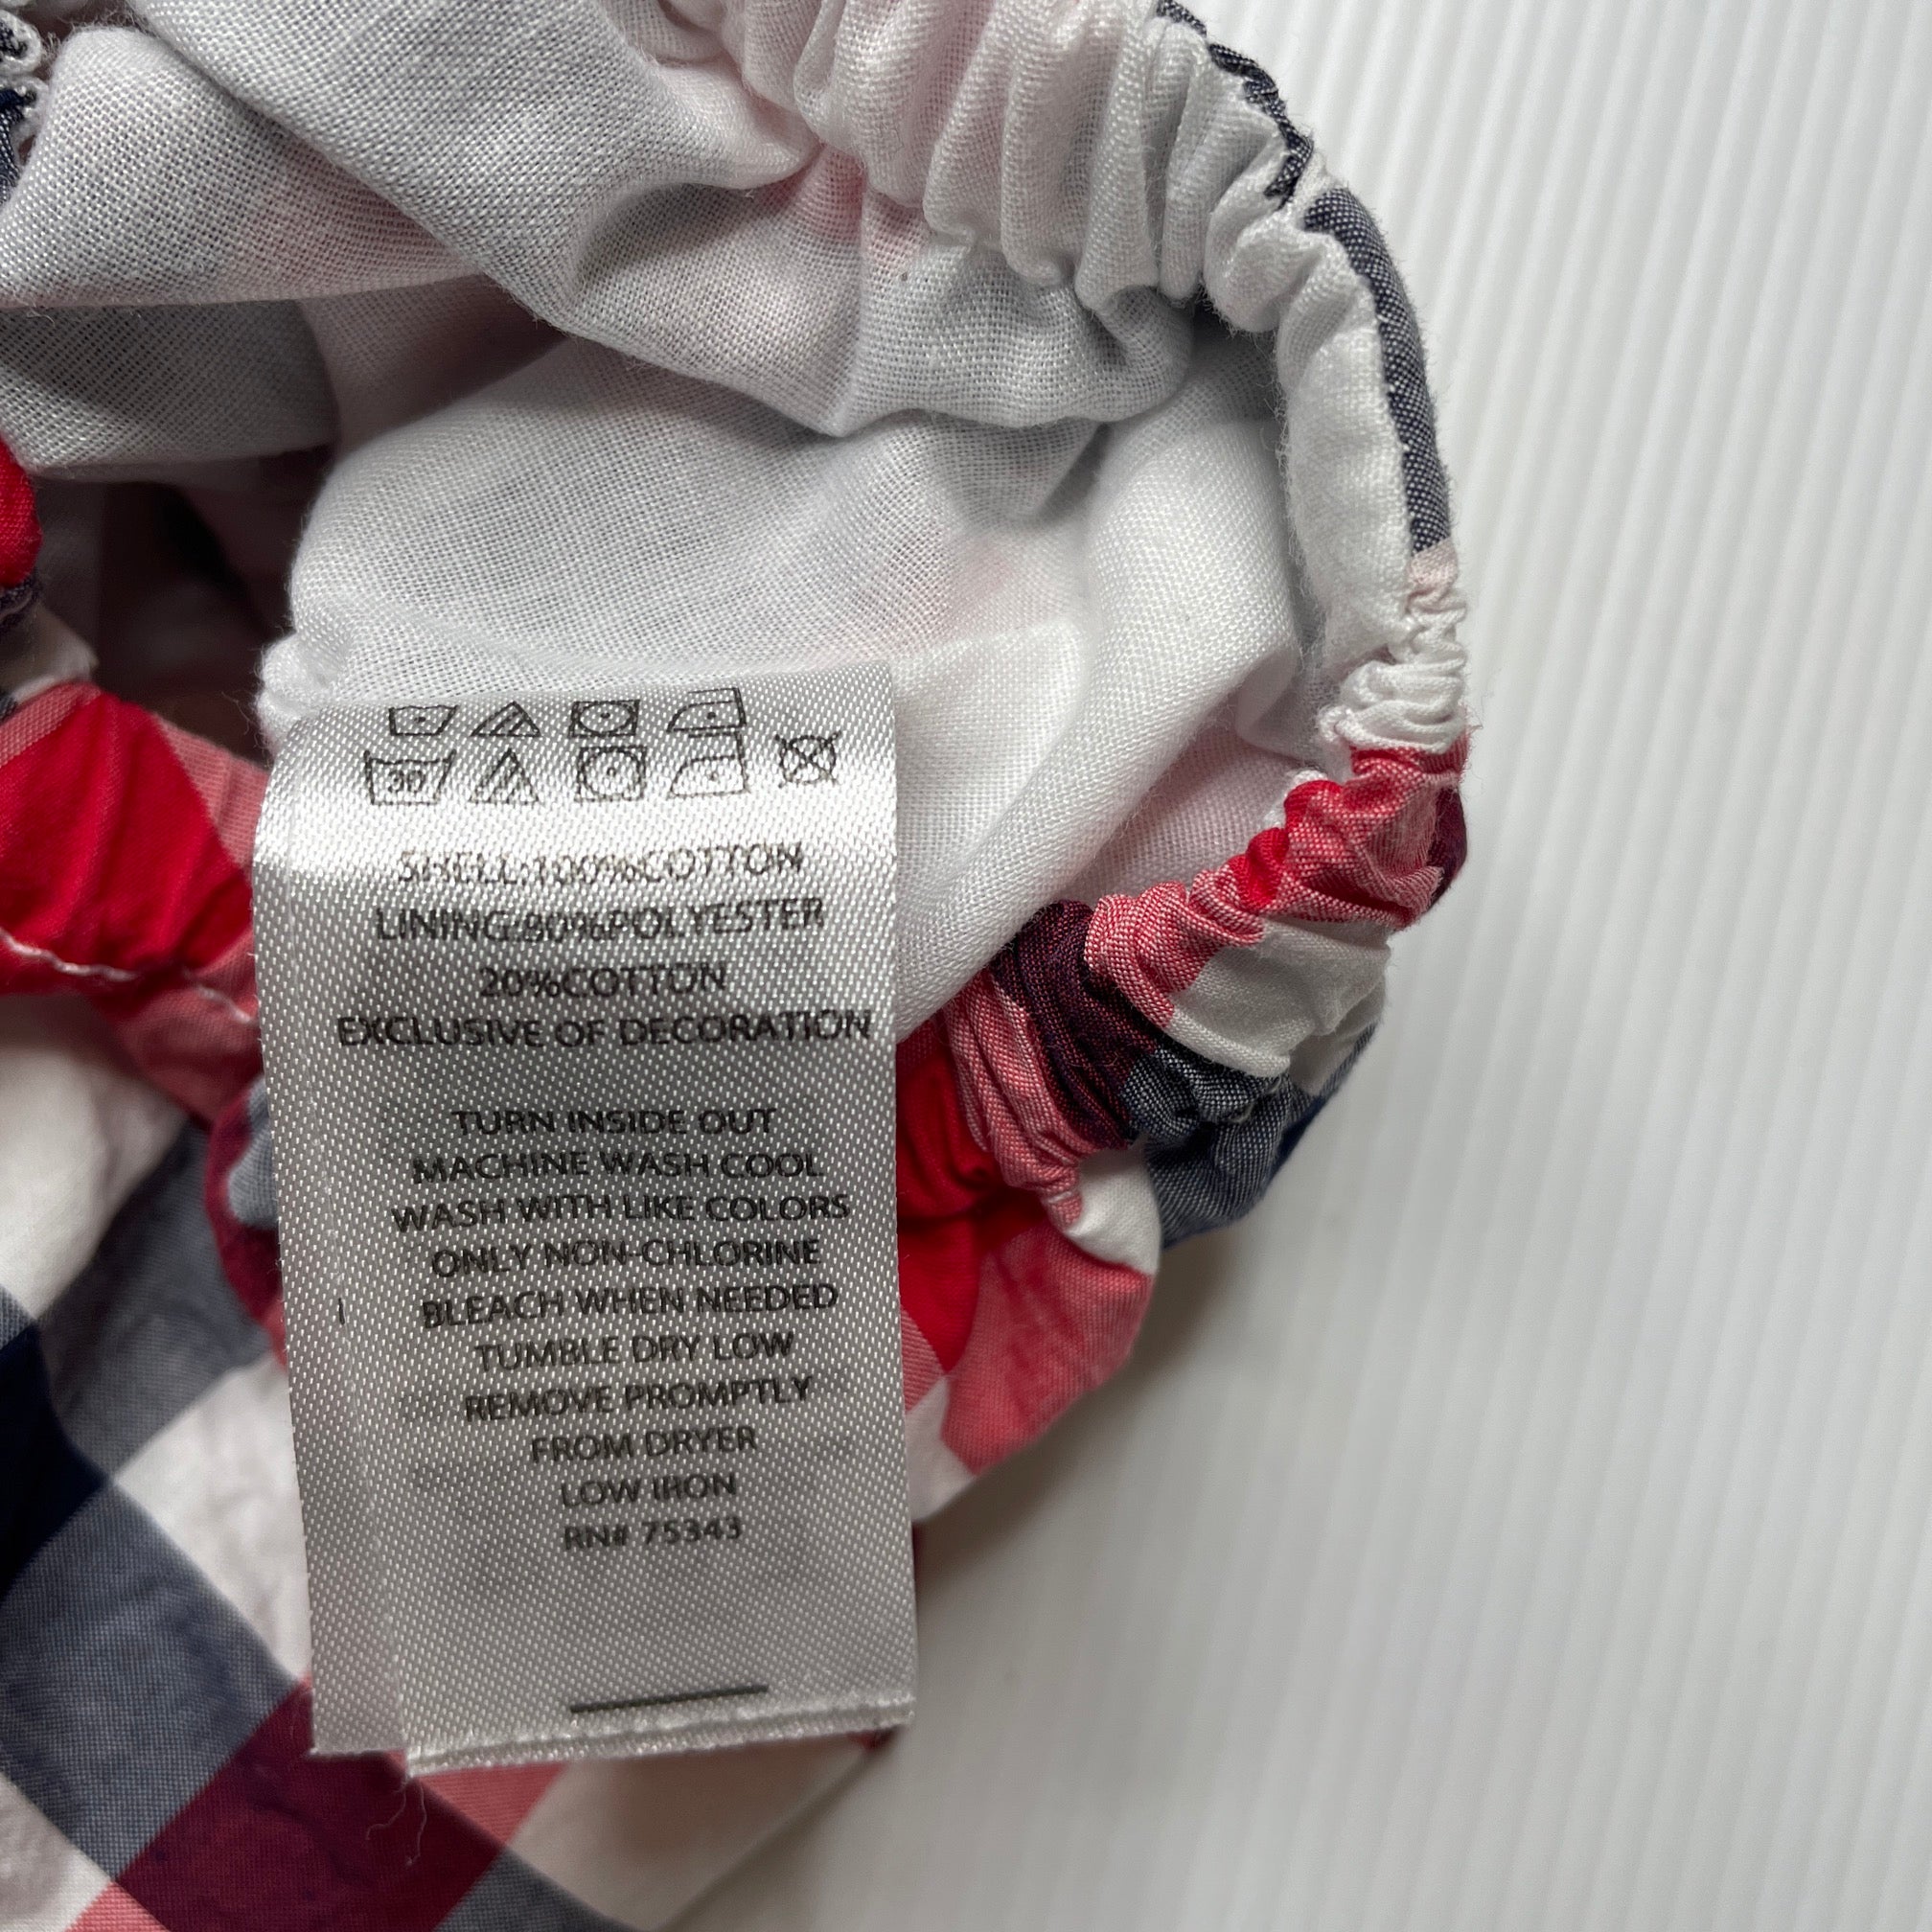 30
SHELL:100%COTTON
LINING:80%POLYESTER
20%COTTON
EXCLUSIVE OF DECORATION
TURN INSIDE OUT
MACHINE WASH COOL
WASH WITH LIKE COLORS
ONLY NON-CHLORINE
BLEACH WHEN NEEDED
TUMBLE DRY LOW
REMOVE PROMPTLY
FROM DRYER
LOW IRON
RN# 75343